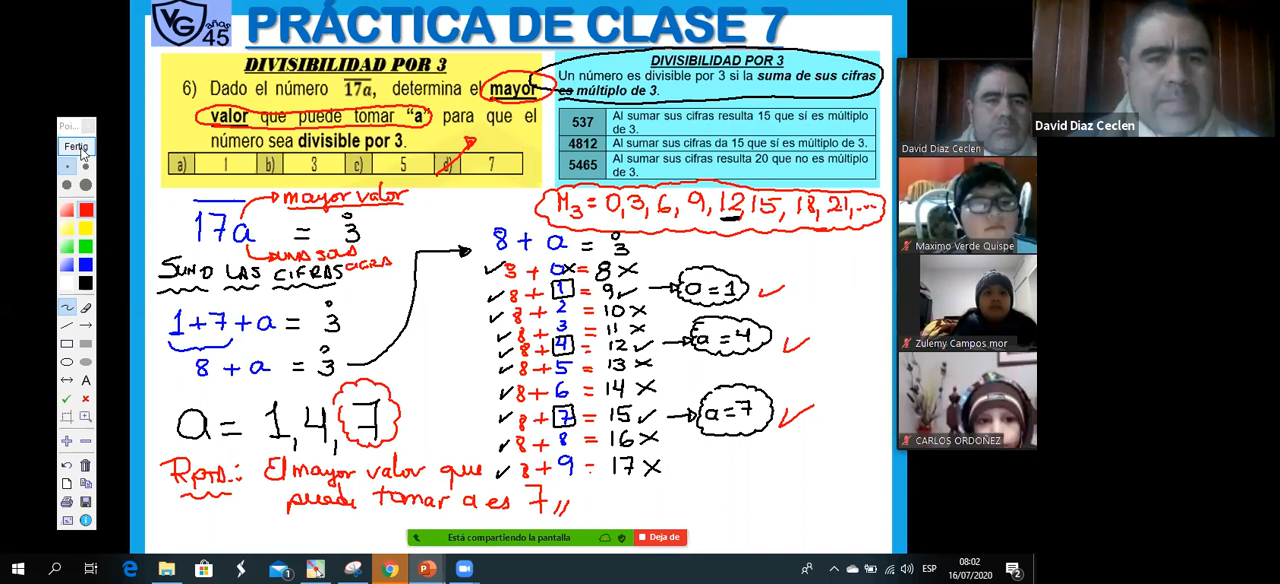 VG años 45
PRÁCTICA DE CLASE 7
DIVISIBILIDAD POR 3
6) Dado el número 17a, determina el mayor
valor que puede tomar "a" para que el
número sea divisible por 3.
a) 1 b) 3 c) 5 d) 7
DIVISIBILIDAD POR 3
Un número es divisible por 3 si la suma de sus cifras
es múltiplo de 3.
537 Al sumar sus cifras resulta 15 que sí es múltiplo
de 3.
4812 Al sumar sus cifras da 15 que sí es múltiplo de 3.
5465 Al sumar sus cifras resulta 20 que no es múltiplo
de 3.
M3 = 0,3,6,9,12,15,18,21,...
mayor valor
17a = 3
UNA SOLA
CIFRA
SUMO LAS CIFRAS
1+7+a = 3
8+a = 3
a = 1,4,7
Rpta.: El mayor valor que
puede tomar a es 7
8 + a = 3
8 + 0 = 8 x
8 + 1 = 9 ✓ → a=1 ✓
8 + 2 = 10 x
8 + 3 = 11 x
8 + 4 = 12 ✓ → a=4 ✓
8 + 5 = 13 x
8 + 6 = 14 x
8 + 7 = 15 ✓ → a=7 ✓
8 + 8 = 16 x
8 + 9 = 17 x
Fertig
David Diaz Ceclen
David Diaz Ceclen
Maximo Verde Quispe
Zulemy Campos mor
CARLOS ORDOÑEZ
Está compartiendo la pantalla
Deja de
ESP
08:02
16/07/2020